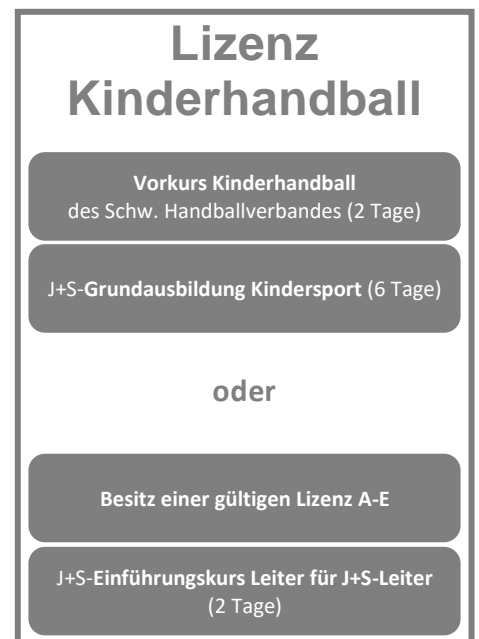 Lizenz
Kinderhandball
Vorkurs Kinderhandball
des Schw. Handballverbandes (2 Tage)
J+S-Grundausbildung Kindersport (6 Tage)
oder
Besitz einer gültigen Lizenz A-E
J+S-Einführungskurs Leiter für J+S-Leiter
(2 Tage)